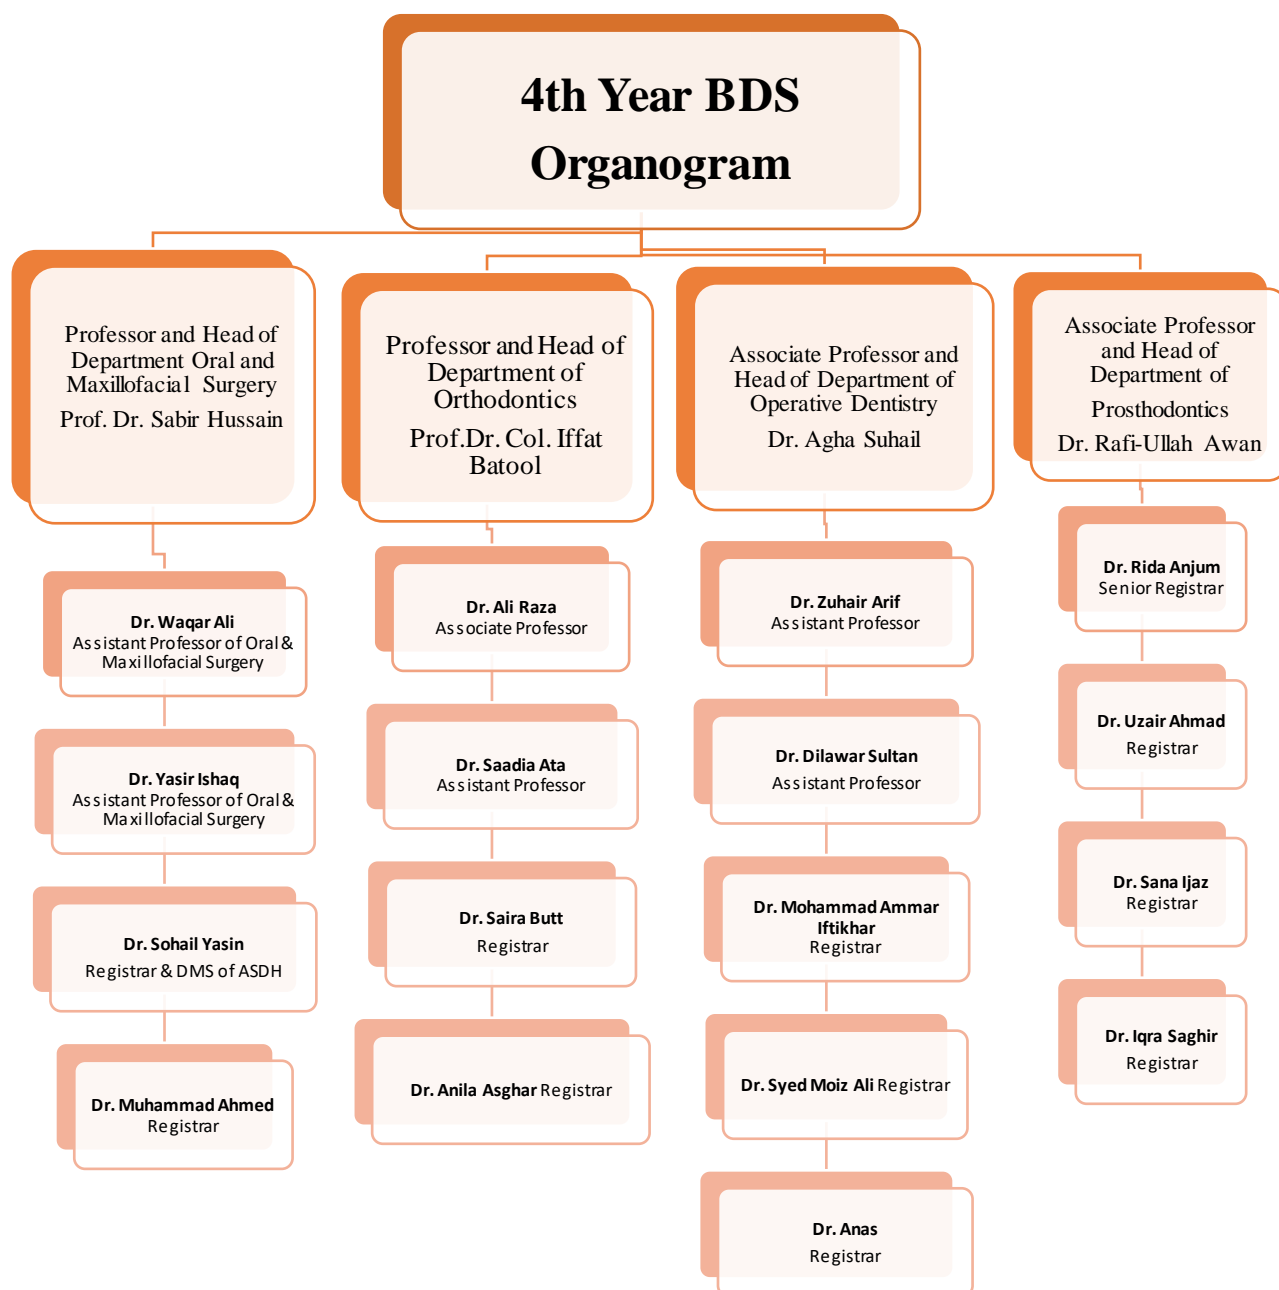 4th Year BDS
Organogram
Professor and Head of
Department Oral and
Maxillofacial Surgery
Prof. Dr. Sabir Hussain
Dr. Waqar Ali
Assistant Professor of Oral &
Maxillofacial Surgery
Dr. Yasir Ishaq
Assistant Professor of Oral &
Maxillofacial Surgery
Dr. Sohail Yasin
Registrar & DMS of ASDH
Dr. Muhammad Ahmed
Registrar
Professor and Head of
Department of
Orthodontics
Prof.Dr. Col. Iffat
Batool
Dr. Ali Raza
Associate Professor
Dr. Saadia Ata
Assistant Professor
Dr. Saira Butt
Registrar
Dr. Anila Asghar Registrar
Associate Professor and
Head of Department of
Operative Dentistry
Dr. Agha Suhail
Dr. Zuhair Arif
Assistant Professor
Dr. Dilawar Sultan
Assistant Professor
Dr. Mohammad Ammar
Iftikhar
Registrar
Dr. Syed Moiz Ali Registrar
Dr. Anas
Registrar
Associate Professor
and Head of
Department of
Prosthodontics
Dr. Rafi-Ullah Awan
Dr. Rida Anjum
Senior Registrar
Dr. Uzair Ahmad
Registrar
Dr. Sana Ijaz
Registrar
Dr. Iqra Saghir
Registrar